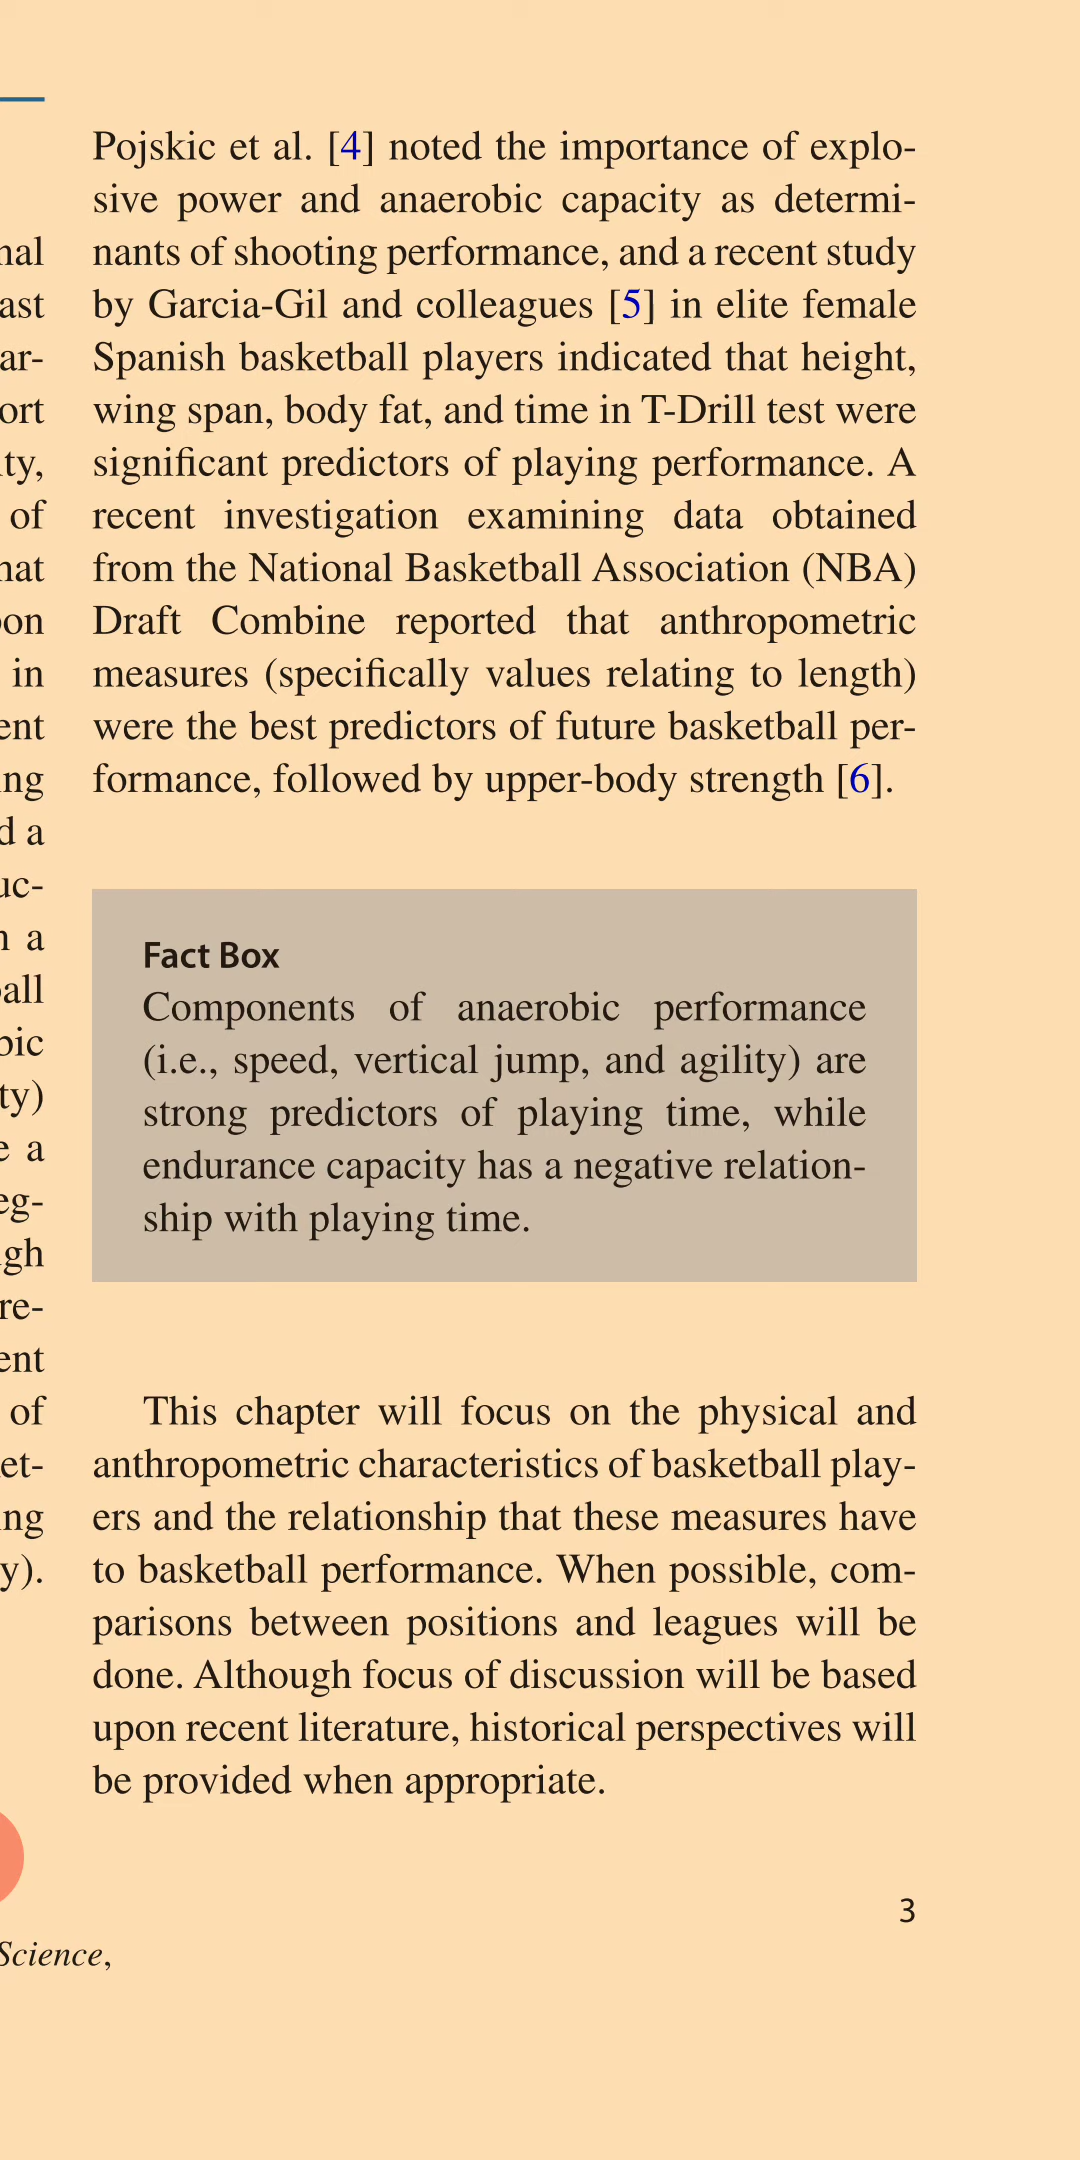 Pojskic et al. [4] noted the importance of explo-
sive power and anaerobic capacity as determi-
nants of shooting performance, and a recent study
by Garcia-Gil and colleagues [5] in elite female
Spanish basketball players indicated that height,
wing span, body fat, and time in T-Drill test were
significant predictors of playing performance. A
recent investigation examining data obtained
from the National Basketball Association (NBA)
Draft Combine reported that anthropometric
measures (specifically values relating to length)
were the best predictors of future basketball per-
formance, followed by upper-body strength [6].
Fact Box
Components of anaerobic performance
(i.e., speed, vertical jump, and agility) are
strong predictors of playing time, while
endurance capacity has a negative relation-
ship with playing time.
This chapter will focus on the physical and
anthropometric characteristics of basketball play-
ers and the relationship that these measures have
to basketball performance. When possible, com-
parisons between positions and leagues will be
done. Although focus of discussion will be based
upon recent literature, historical perspectives will
be provided when appropriate.
3
Science,